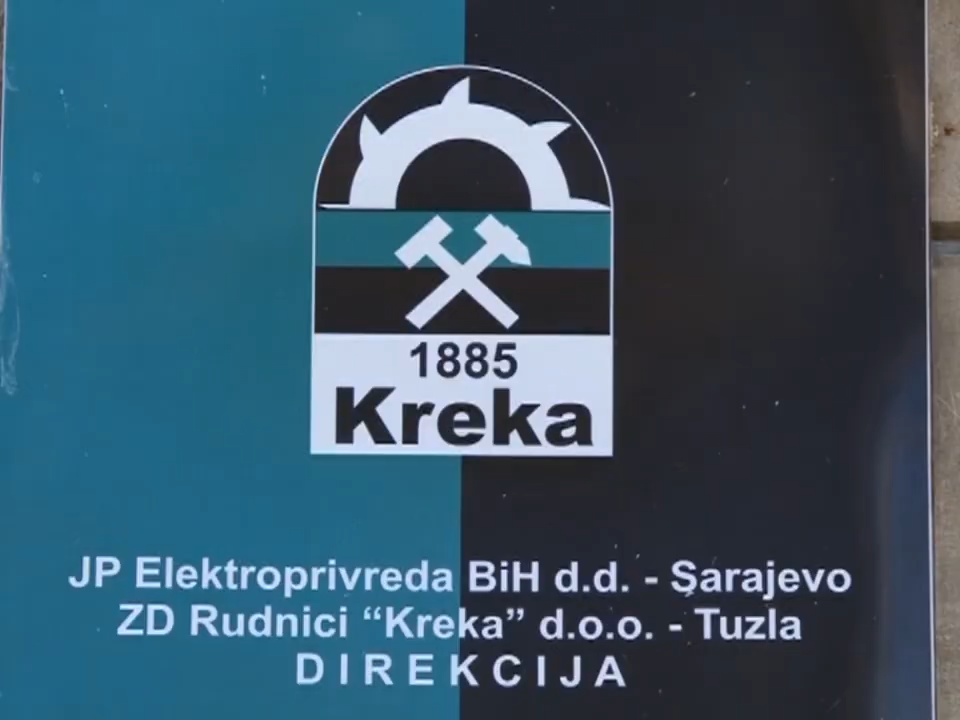 1885
Kreka
JP Elektroprivreda BiH d.d. - Sarajevo
ZD Rudnici “Kreka” d.o.o. - Tuzla
DIREKCIJA